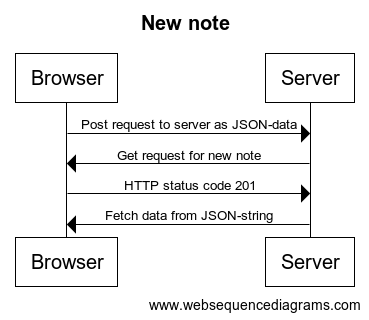 New note
Browser
Server
Post request to server as JSON-data
Get request for new note
HTTP status code 201
Fetch data from JSON-string
Browser
Server
www.websequencediagrams.com